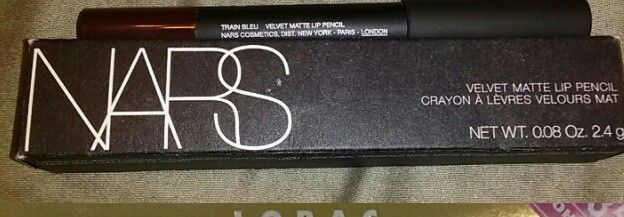 TRAIN BLEU VELVET MATTE LIP PENCIL
NARS COSMETICS, DIST. NEW YORK - PARIS - LONDON
NARS
VELVET MATTE LIP PENCIL
CRAYON À LÈVRES VELOURS MAT
NET WT. 0.08 Oz. 2.4 g
LORAC